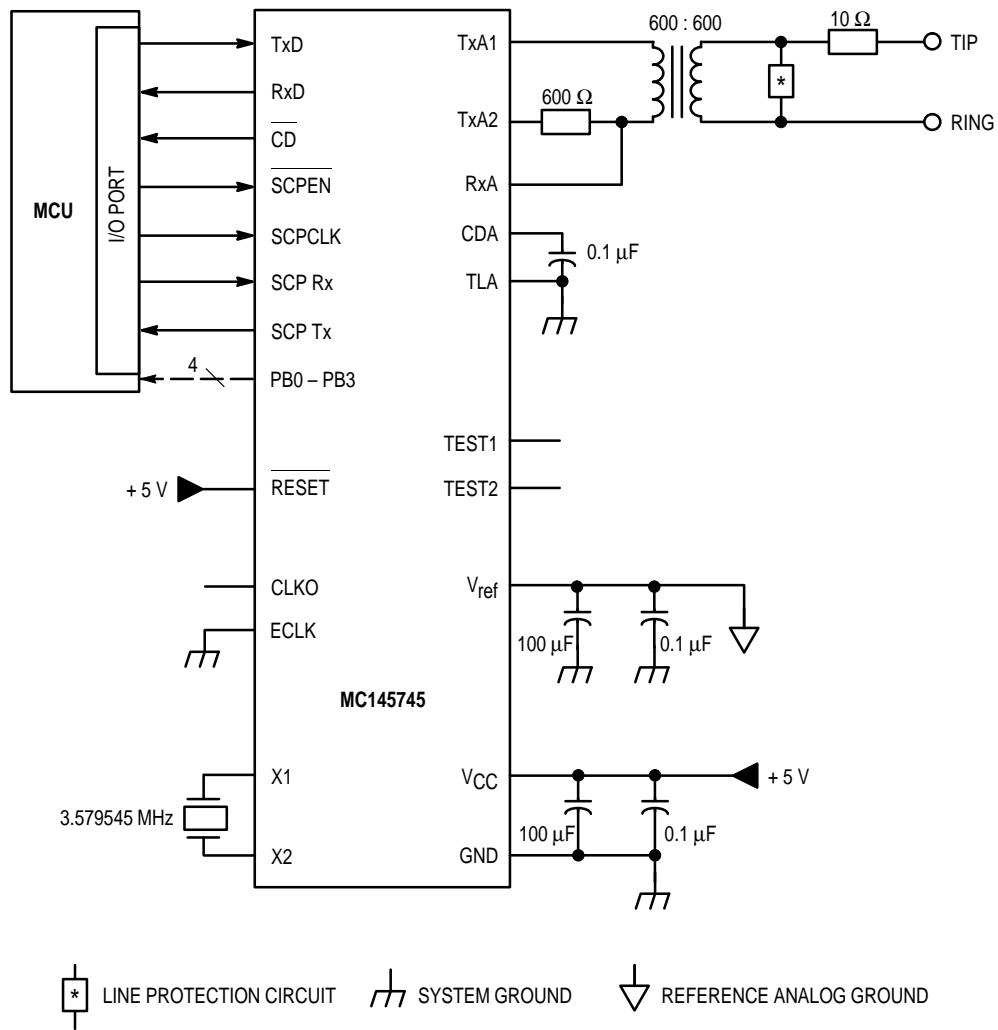 600 : 600
10 Ω
TIP
RING
MCU
I/O PORT
TxD
RxD
CD
SCPEN
SCPCLK
SCP Rx
SCP Tx
4
PB0 – PB3
+ 5 V
RESET
CLKO
ECLK
X1
X2
3.579545 MHz
MC145745
TxA1
600 Ω
TxA2
RxA
CDA
0.1 µF
TLA
TEST1
TEST2
Vref
100 µF
0.1 µF
VCC
+ 5 V
100 µF
0.1 µF
GND
*
* LINE PROTECTION CIRCUIT
SYSTEM GROUND
REFERENCE ANALOG GROUND